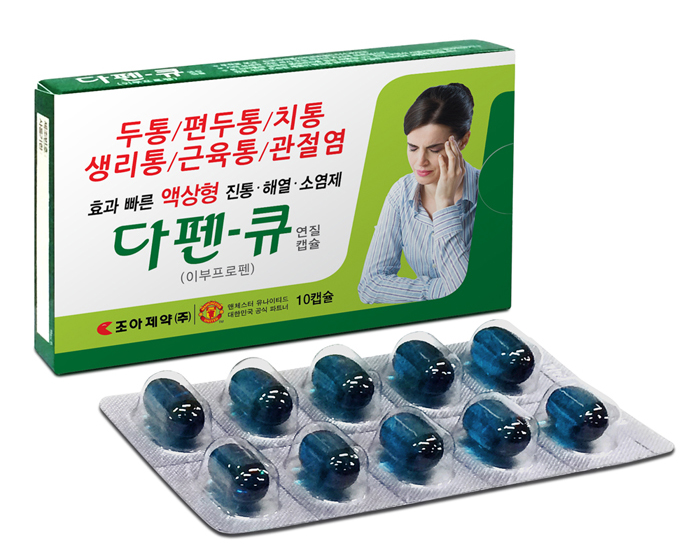 다펜-큐
두통/편두통/치통
생리통/근육통/관절염
효과 빠른 액상형 진통·해열·소염제
다펜-큐 연질
캡슐
(이부프로펜)
조아제약(주)
맨체스터 유나이티드
대한민국 공식 파트너
10캡슐